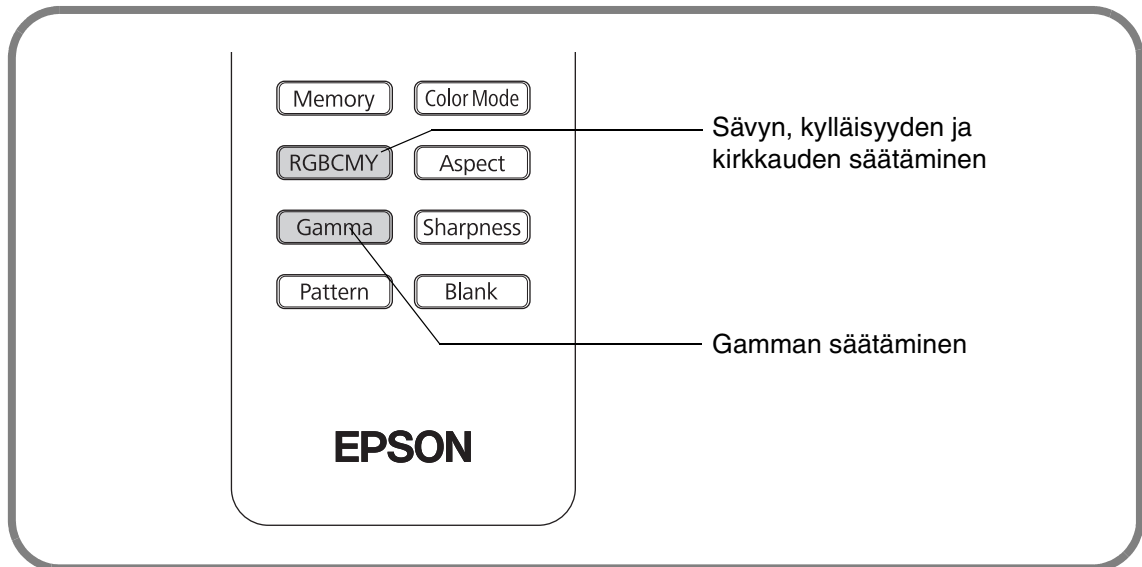 Memory
Color Mode
RGBCMY
Aspect
Sävyn, kylläisyyden ja
kirkkauden säätäminen
Gamma
Sharpness
Pattern
Blank
Gamman säätäminen
EPSON